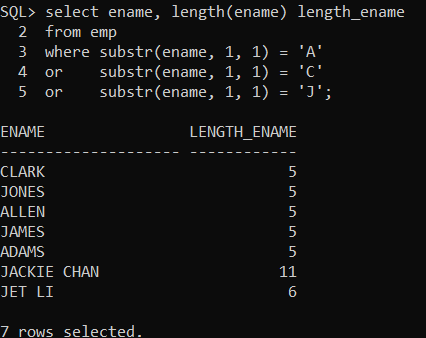 SQL> select ename, length(ename) length_ename
  2  from emp
  3  where substr(ename, 1, 1) = 'A'
  4  or    substr(ename, 1, 1) = 'C'
  5  or    substr(ename, 1, 1) = 'J';

ENAME                LENGTH_ENAME
-------------------- ------------
CLARK                           5
JONES                           5
ALLEN                           5
JAMES                           5
ADAMS                           5
JACKIE CHAN                    11
JET LI                          6

7 rows selected.